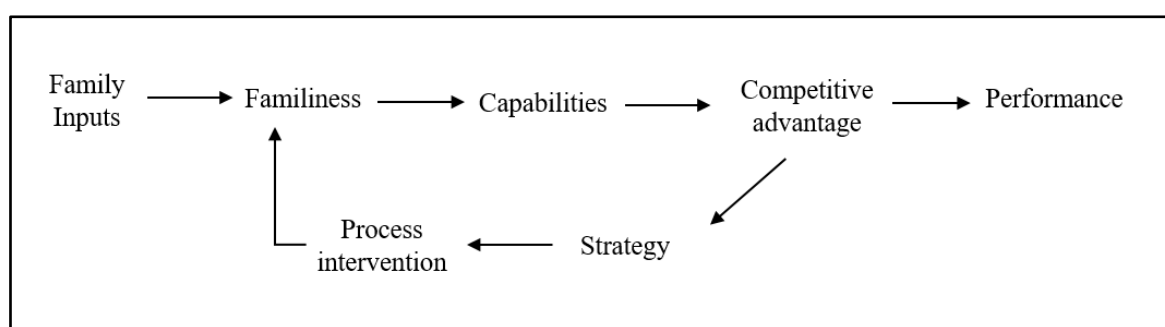 Family
Inputs
Familiness
Capabilities
Competitive
advantage
Performance
Process
intervention
Strategy